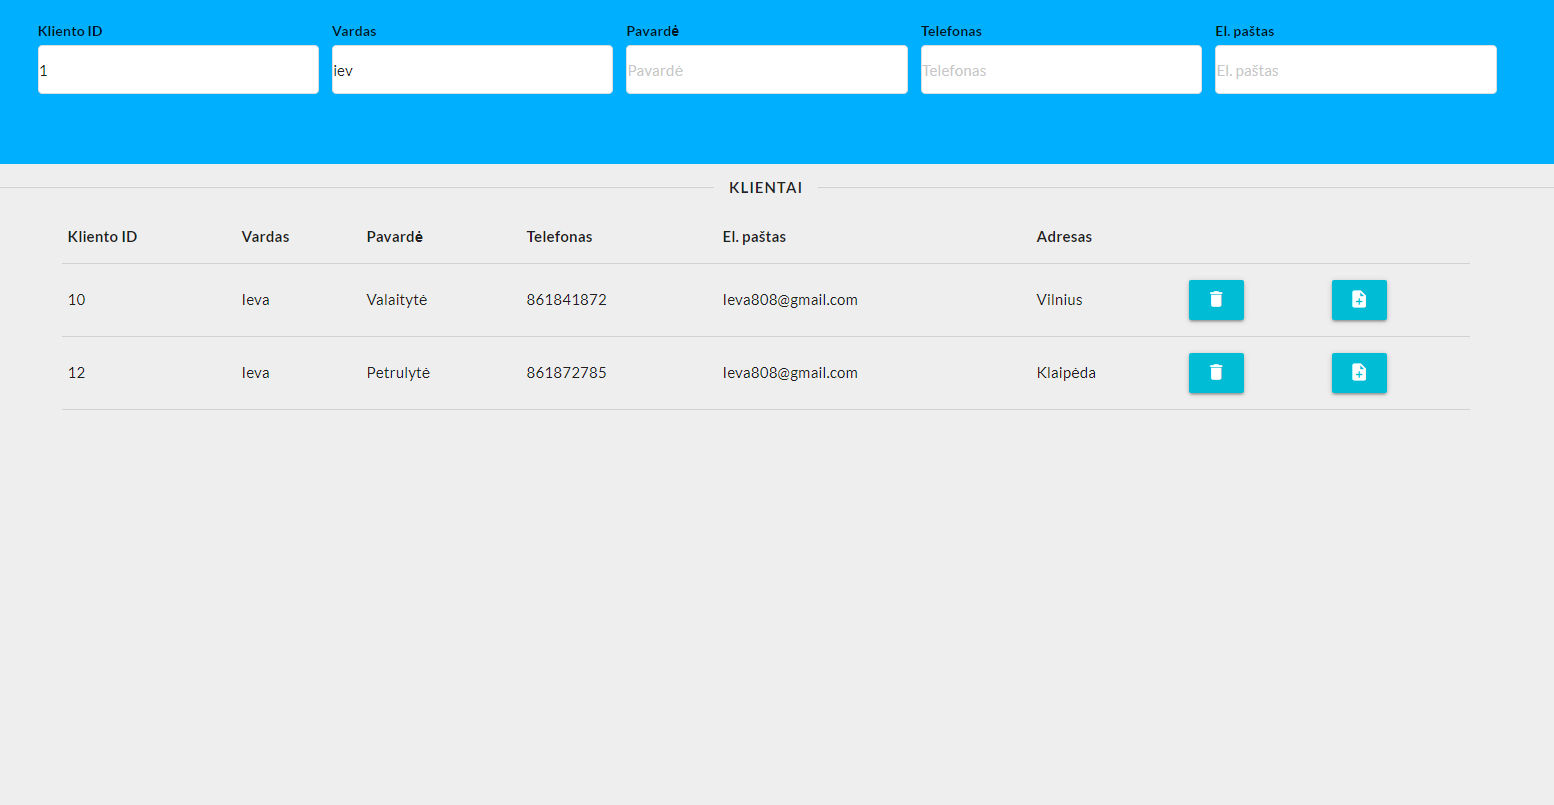 Kliento ID Vardas Pavardė Telefonas El. paštas
1 iev Pavardė Telefonas El. paštas
KLIENTAI
Kliento ID Vardas Pavardė Telefonas El. paštas Adresas
10 Ieva Valaitytė 861841872 Ieva808@gmail.com Vilnius
12 Ieva Petrulytė 861872785 Ieva808@gmail.com Klaipėda